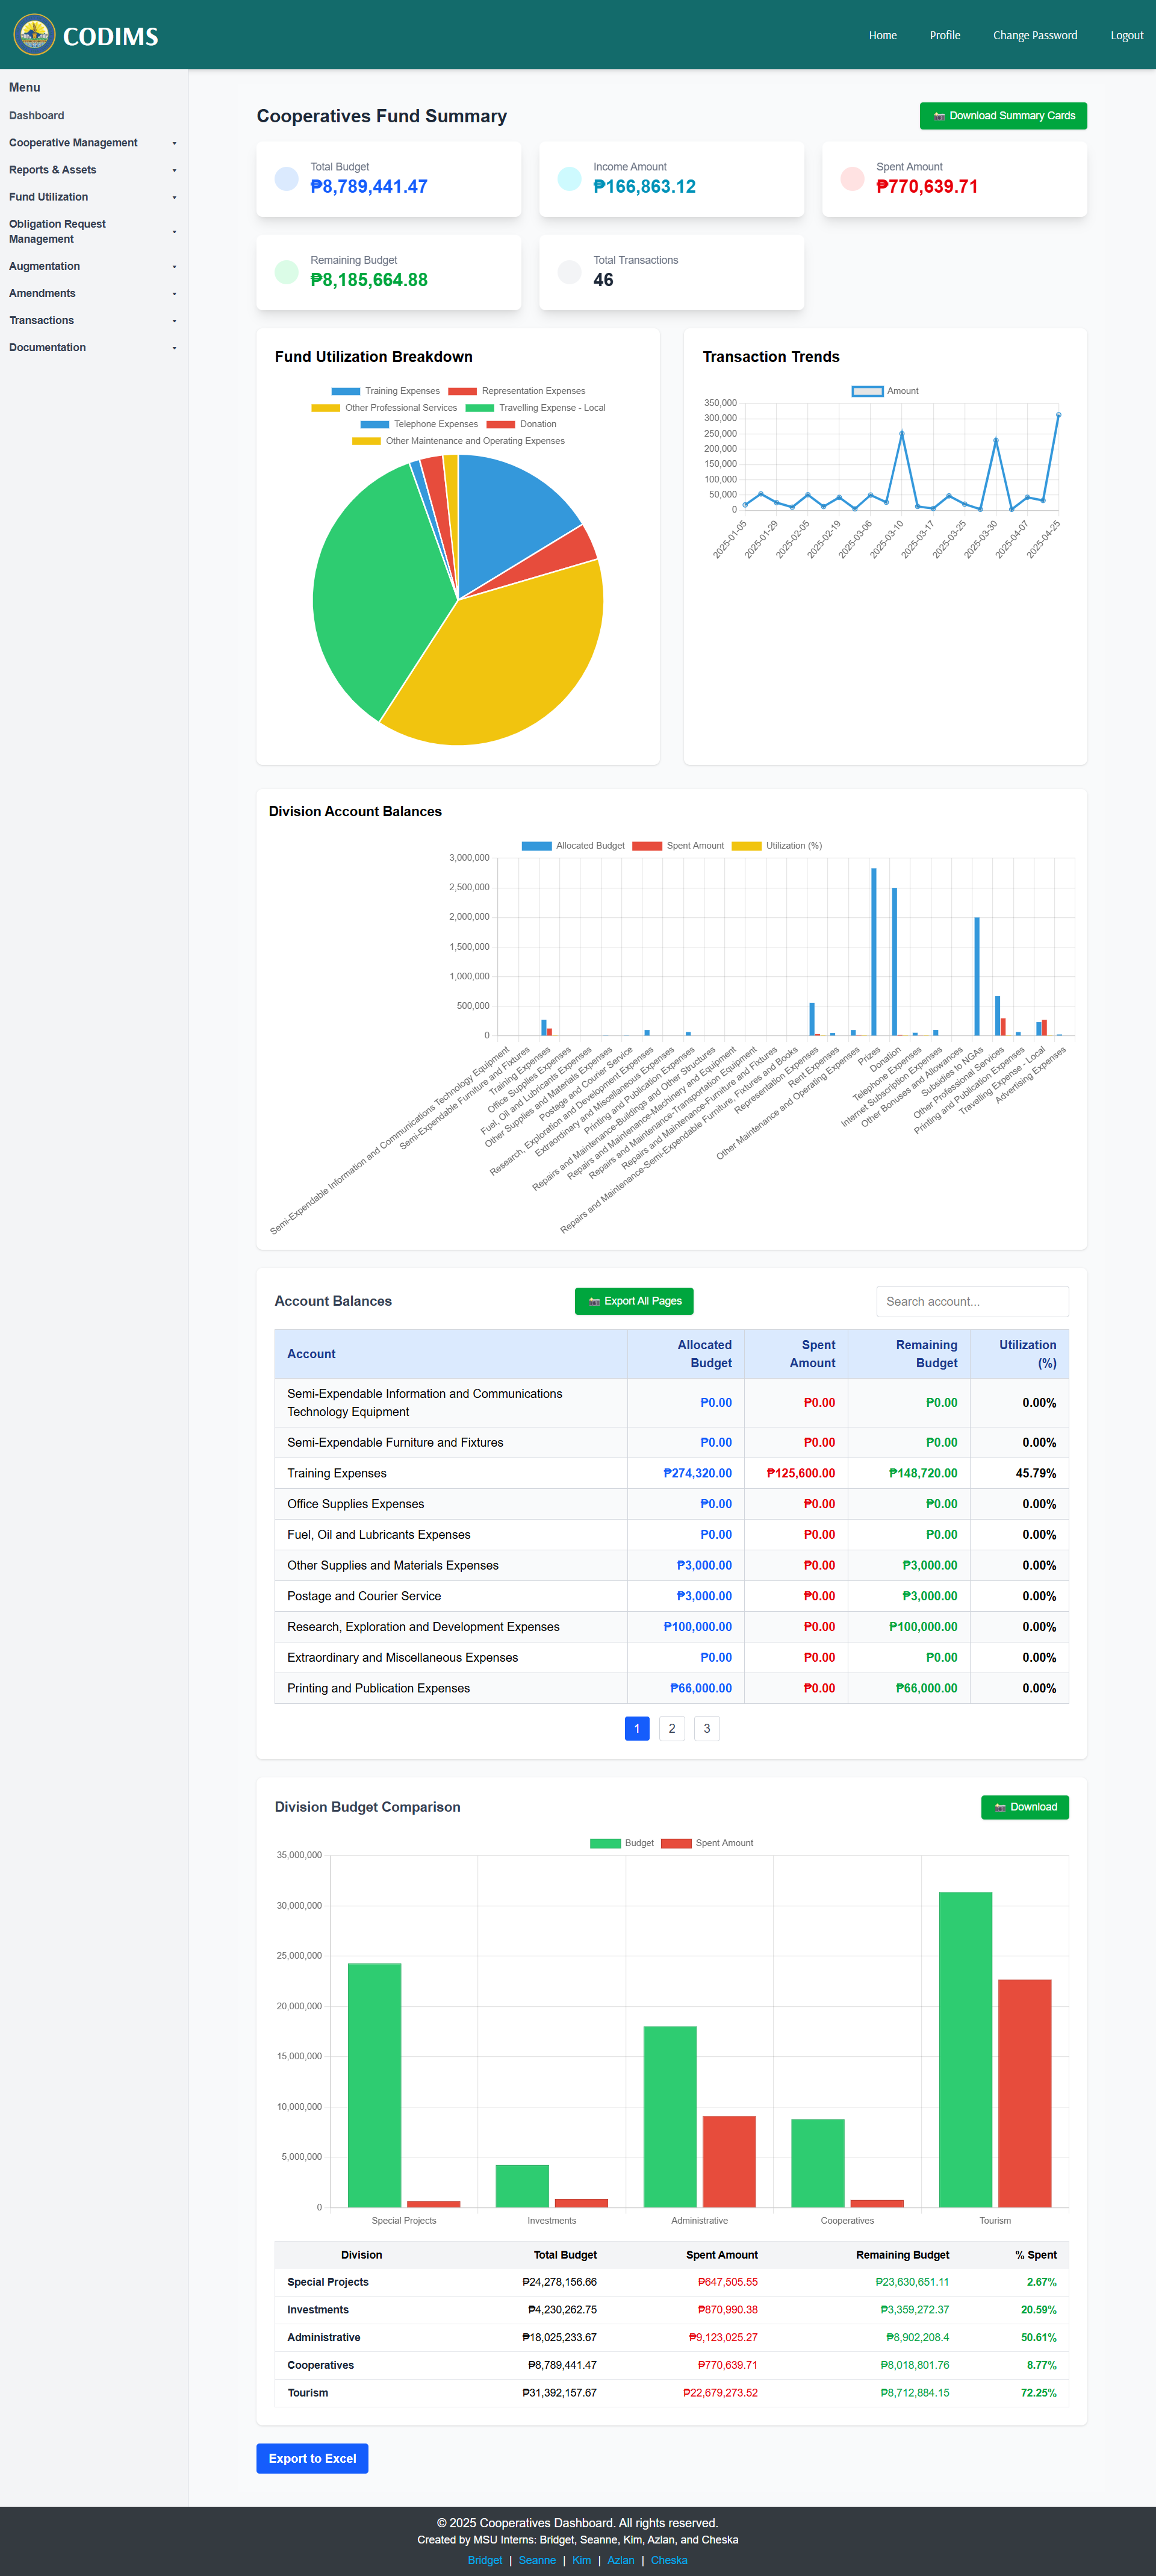 CODIMS
Home
Profile
Change Password
Logout
Menu
Dashboard
Cooperative Management
Reports & Assets
Fund Utilization
Obligation Request
Management
Augmentation
Amendments
Transactions
Documentation
Cooperatives Fund Summary
Download Summary Cards
Total Budget
₱8,789,441.47
Income Amount
₱166,863.12
Spent Amount
₱770,639.71
Remaining Budget
₱8,185,664.88
Total Transactions
46
Fund Utilization Breakdown
Training Expenses
Representation Expenses
Other Professional Services
Travelling Expense - Local
Telephone Expenses
Donation
Other Maintenance and Operating Expenses
Transaction Trends
Amount
350,000
300,000
250,000
200,000
150,000
100,000
50,000
0
2025-01-05
2025-01-29
2025-02-05
2025-02-19
2025-03-06
2025-03-10
2025-03-17
2025-03-25
2025-03-30
2025-04-07
2025-04-25
Division Account Balances
Allocated Budget
Spent Amount
Utilization (%)
3,000,000
2,500,000
2,000,000
1,500,000
1,000,000
500,000
0
Semi-Expendable Information and Communications Technology Equipment
Semi-Expendable Furniture and Fixtures
Training Expenses
Office Supplies Expenses
Fuel, Oil and Lubricants Expenses
Other Supplies and Materials Expenses
Postage and Courier Service
Research, Exploration and Development Expenses
Extraordinary and Miscellaneous Expenses
Printing and Publication Expenses
Repairs and Maintenance-Buildings and Other Structures
Repairs and Maintenance-Machinery and Equipment
Repairs and Maintenance-Transportation Equipment
Repairs and Maintenance-Furniture and Fixtures
Repairs and Maintenance-Semi-Expendable Furniture, Fixtures and Books
Representation Expenses
Rent Expenses
Other Maintenance and Operating Expenses
Prizes
Donation
Telephone Expenses
Internet Subscription Expenses
Other Bonuses and Allowances
Subsidies to NGAs
Other Professional Services
Printing and Publication Expenses
Travelling Expense - Local
Advertising Expenses
Account Balances
Export All Pages
Search account...
Account
Allocated
Budget
Spent
Amount
Remaining
Budget
Utilization
(%)
Semi-Expendable Information and Communications
Technology Equipment
₱0.00 ₱0.00 ₱0.00 0.00%
Semi-Expendable Furniture and Fixtures ₱0.00 ₱0.00 ₱0.00 0.00%
Training Expenses ₱274,320.00 ₱125,600.00 ₱148,720.00 45.79%
Office Supplies Expenses ₱0.00 ₱0.00 ₱0.00 0.00%
Fuel, Oil and Lubricants Expenses ₱0.00 ₱0.00 ₱0.00 0.00%
Other Supplies and Materials Expenses ₱3,000.00 ₱0.00 ₱3,000.00 0.00%
Postage and Courier Service ₱3,000.00 ₱0.00 ₱3,000.00 0.00%
Research, Exploration and Development Expenses ₱100,000.00 ₱0.00 ₱100,000.00 0.00%
Extraordinary and Miscellaneous Expenses ₱0.00 ₱0.00 ₱0.00 0.00%
Printing and Publication Expenses ₱66,000.00 ₱0.00 ₱66,000.00 0.00%
1 2 3
Division Budget Comparison
Download
Budget
Spent Amount
35,000,000
30,000,000
25,000,000
20,000,000
15,000,000
10,000,000
5,000,000
0
Special Projects
Investments
Administrative
Cooperatives
Tourism
Division Total Budget Spent Amount Remaining Budget % Spent
Special Projects ₱24,278,156.66 ₱647,505.55 ₱23,630,651.11 2.67%
Investments ₱4,230,262.75 ₱870,990.38 ₱3,359,272.37 20.59%
Administrative ₱18,025,233.67 ₱9,123,025.27 ₱8,902,208.4 50.61%
Cooperatives ₱8,789,441.47 ₱770,639.71 ₱8,018,801.76 8.77%
Tourism ₱31,392,157.67 ₱22,679,273.52 ₱8,712,884.15 72.25%
Export to Excel
© 2025 Cooperatives Dashboard. All rights reserved.
Created by MSU Interns: Bridget, Seanne, Kim, Azlan, and Cheska
Bridget | Seanne | Kim | Azlan | Cheska